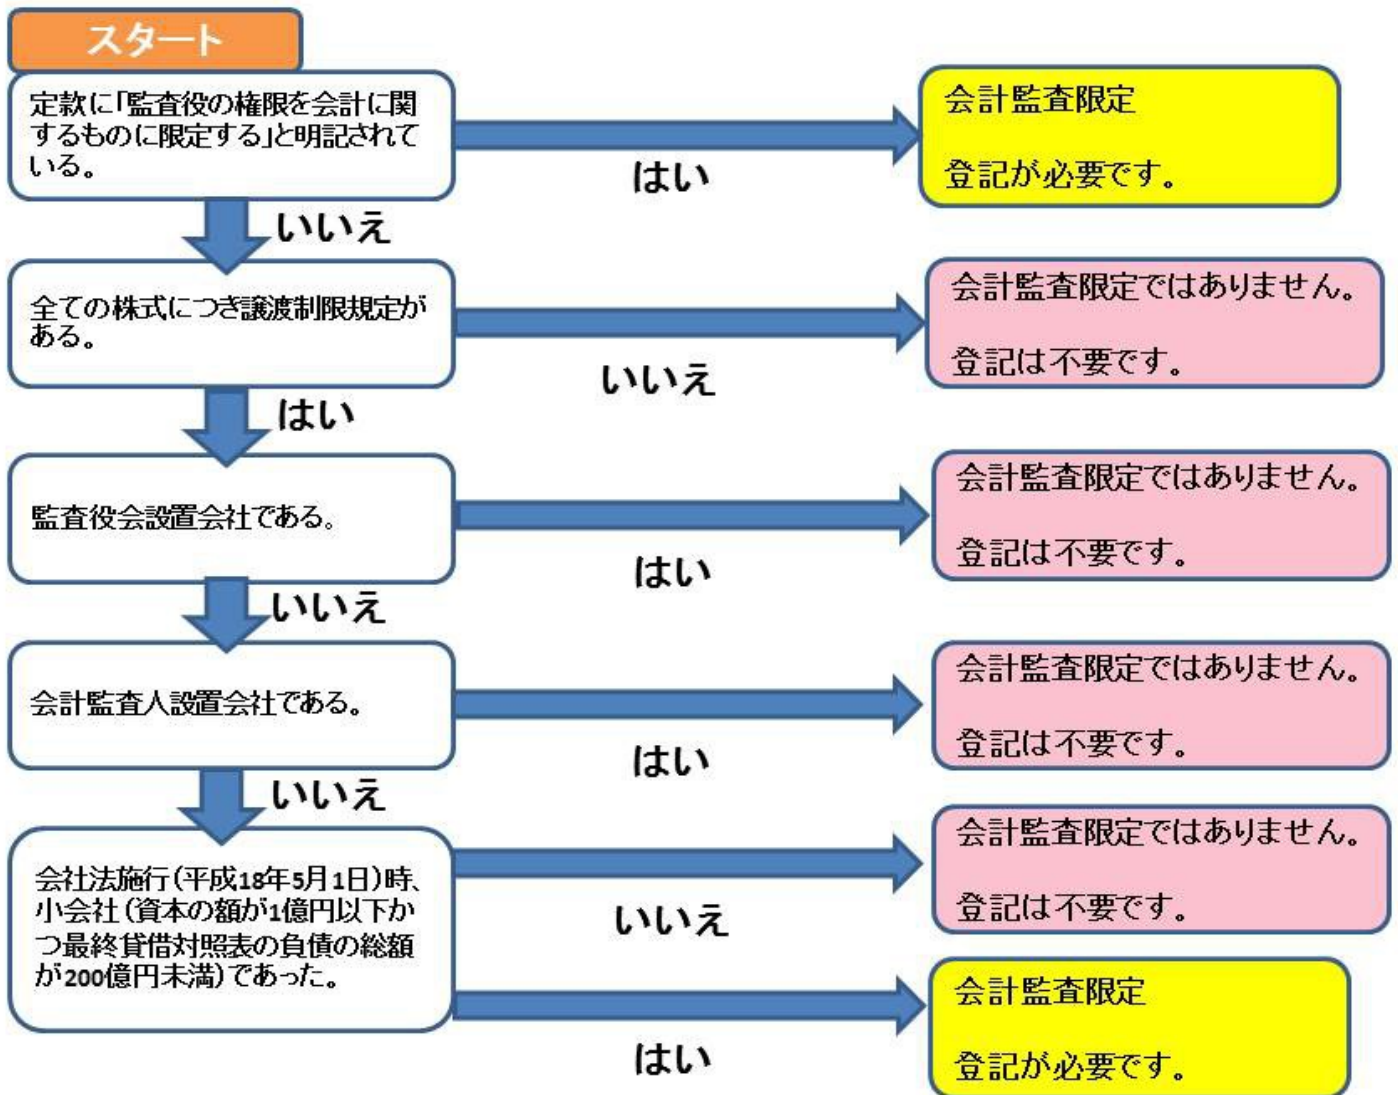 スタート
定款に「監査役の権限を会計に関
するものに限定する」と明記されて
いる。
はい
会計監査限定
登記が必要です。
いいえ
全ての株式につき譲渡制限規定が
ある。
いいえ
会計監査限定ではありません。
登記は不要です。
はい
監査役会設置会社である。
はい
会計監査限定ではありません。
登記は不要です。
いいえ
会計監査人設置会社である。
はい
会計監査限定ではありません。
登記は不要です。
いいえ
会社法施行(平成18年5月1日)時、
小会社(資本の額が1億円以下か
つ最終貸借対照表の負債の総額
が200億円未満)であった。
いいえ
会計監査限定ではありません。
登記は不要です。
はい
会計監査限定
登記が必要です。